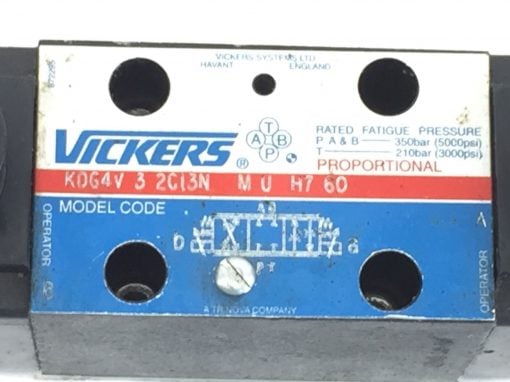 VICKERS SYSTEMS LTD
HAVANT ENGLAND
VICKERS ®
T
A B
P
RATED FATIGUE PRESSURE
P A & B — 350bar (5000psi)
T — 210bar (3000psi)
PROPORTIONAL
KDG4V 3 2C13N M U H7 60
MODEL CODE
OPERATOR
A
b
a
OPERATOR
A TRINOVA COMPANY